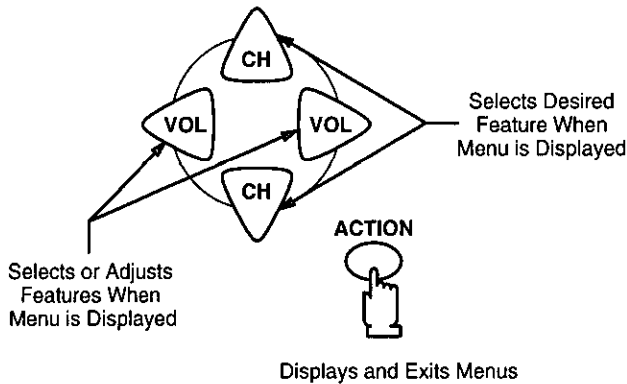 CH
VOL
VOL
CH
Selects Desired
Feature When
Menu is Displayed
ACTION
Selects or Adjusts
Features When
Menu is Displayed
Displays and Exits Menus